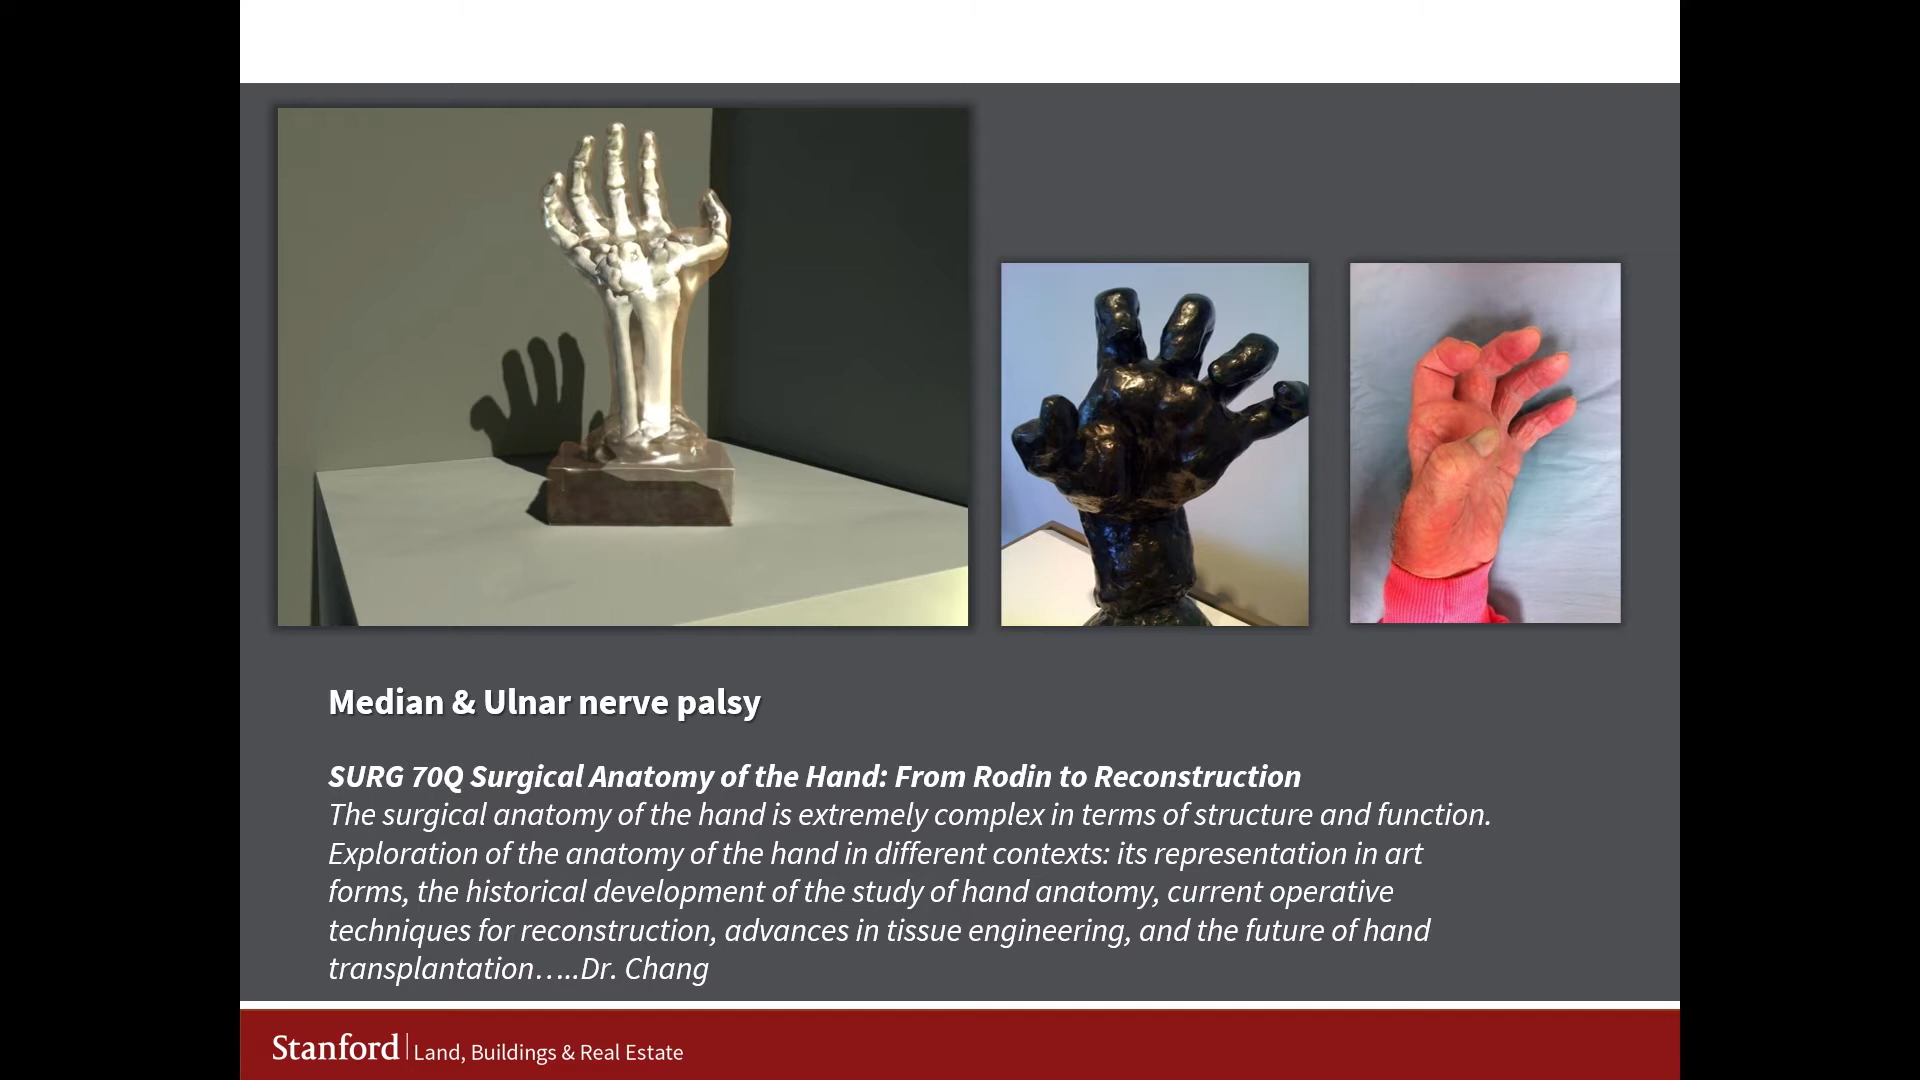 Median & Ulnar nerve palsy
SURG 70Q Surgical Anatomy of the Hand: From Rodin to Reconstruction
The surgical anatomy of the hand is extremely complex in terms of structure and function.
Exploration of the anatomy of the hand in different contexts: its representation in art
forms, the historical development of the study of hand anatomy, current operative
techniques for reconstruction, advances in tissue engineering, and the future of hand
transplantation…..Dr. Chang
Stanford | Land, Buildings & Real Estate